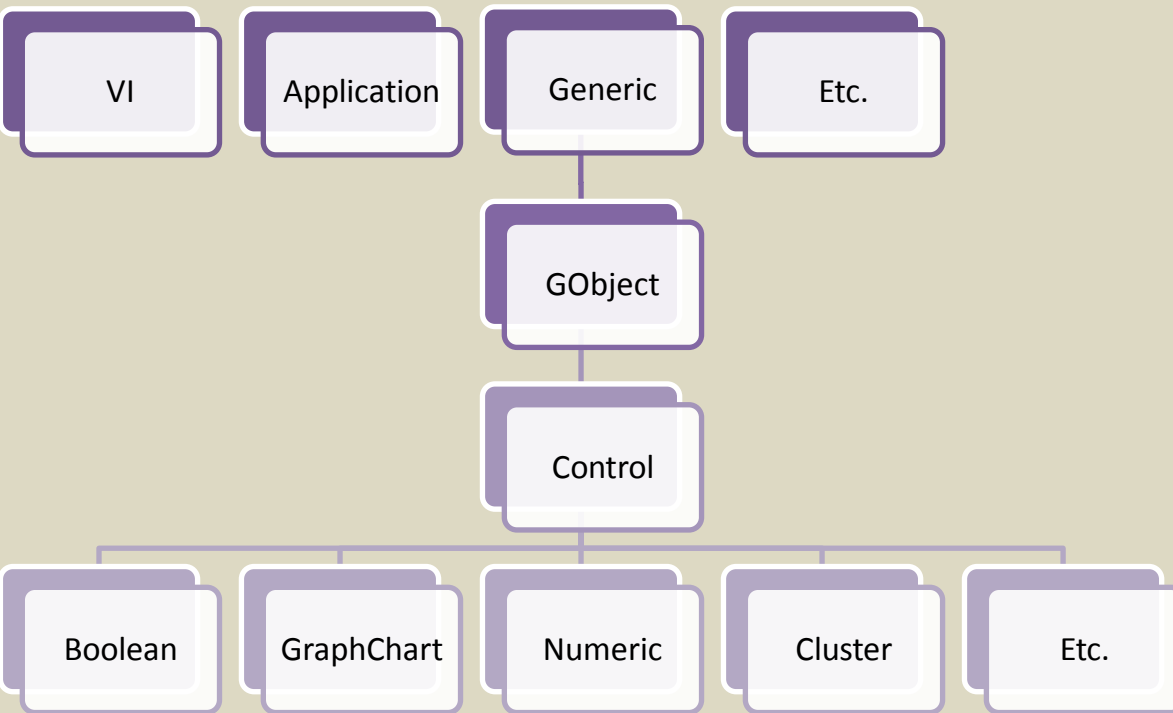 VI
Application
Generic
Etc.
GObject
Control
Boolean
GraphChart
Numeric
Cluster
Etc.